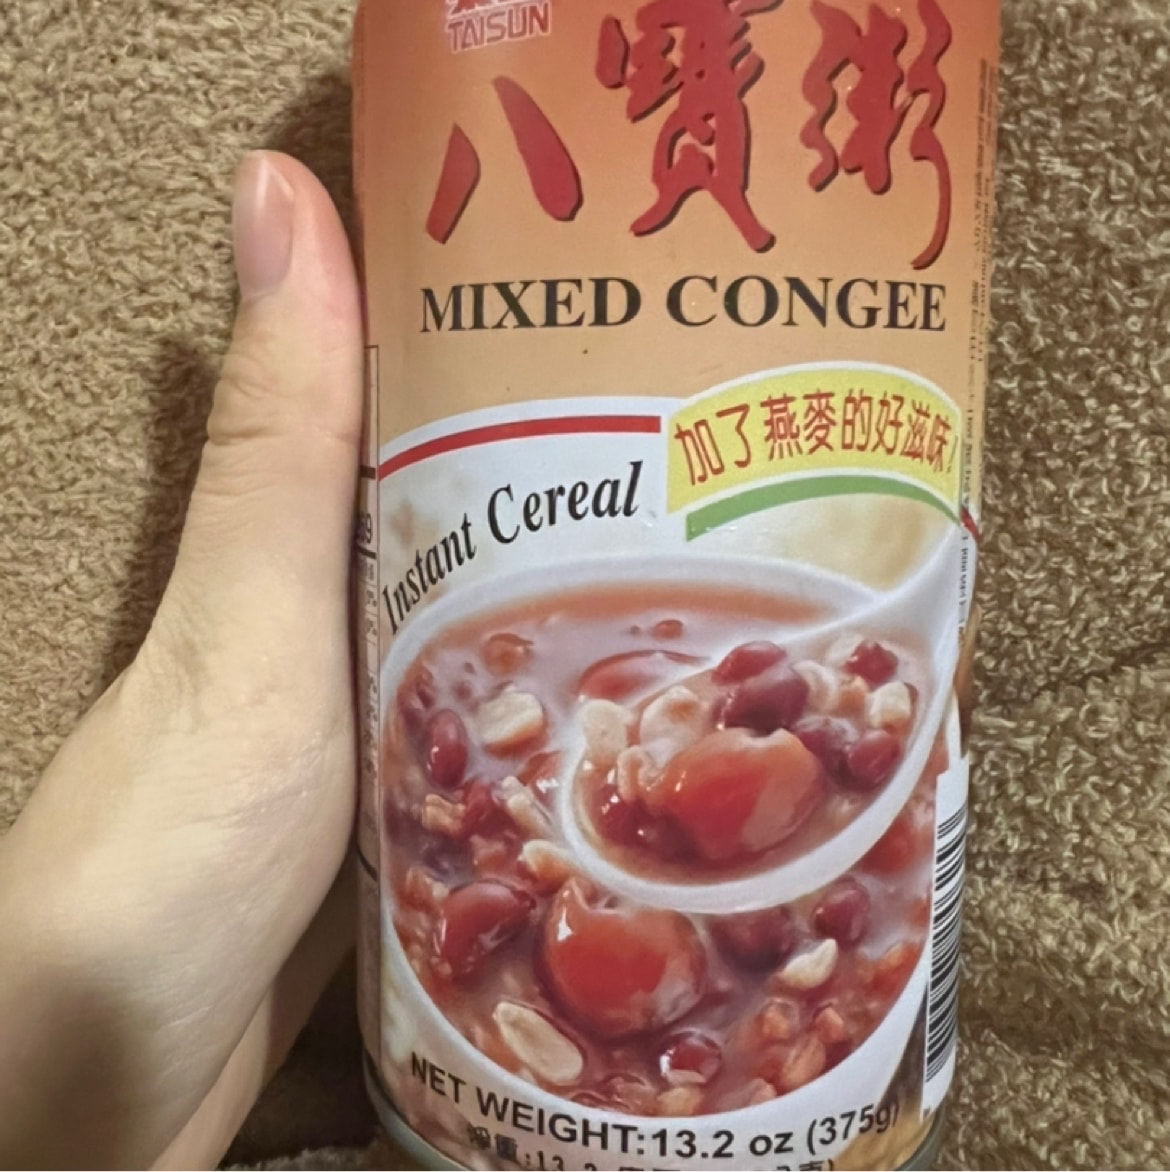 TAISUN
八寶粥
MIXED CONGEE
加了燕麥的好滋味!
Instant Cereal
NET WEIGHT:13.2 oz (375g)